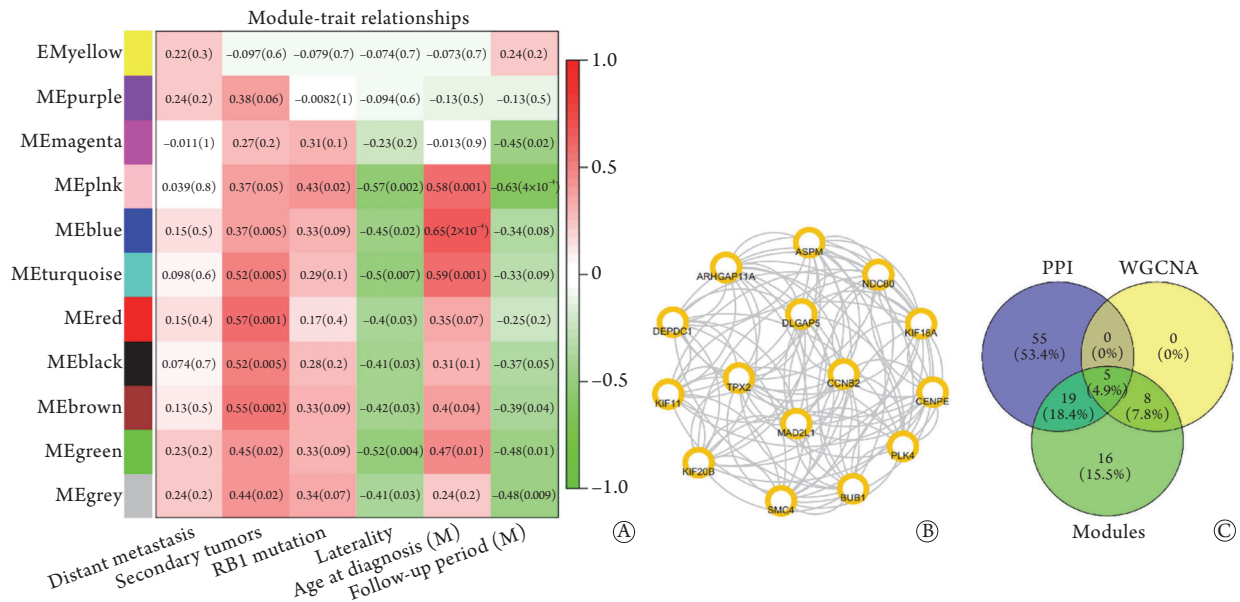 Module-trait relationships
EMyellow 0.22(0.3) −0.097(0.6) −0.079(0.7) −0.074(0.7) −0.073(0.7) 0.24(0.2)
MEpurple 0.24(0.2) 0.38(0.06) −0.0082(1) −0.094(0.6) −0.13(0.5) −0.13(0.5)
MEmagenta −0.011(1) 0.27(0.2) 0.31(0.1) −0.23(0.2) −0.013(0.9) −0.45(0.02)
MEplnk 0.039(0.8) 0.37(0.05) 0.43(0.02) −0.57(0.002) 0.58(0.001) −0.63(4×10⁻⁴)
MEblue 0.15(0.5) 0.37(0.005) 0.33(0.09) −0.45(0.02) 0.65(2×10⁻⁴) −0.34(0.08)
MEturquoise 0.098(0.6) 0.52(0.005) 0.29(0.1) −0.5(0.007) 0.59(0.001) −0.33(0.09)
MEred 0.15(0.4) 0.57(0.001) 0.17(0.4) −0.4(0.03) 0.35(0.07) −0.25(0.2)
MEblack 0.074(0.7) 0.52(0.005) 0.28(0.2) −0.41(0.03) 0.31(0.1) −0.37(0.05)
MEbrown 0.13(0.5) 0.55(0.002) 0.33(0.09) −0.42(0.03) 0.4(0.04) −0.39(0.04)
MEgreen 0.23(0.2) 0.45(0.02) 0.33(0.09) −0.52(0.004) 0.47(0.01) −0.48(0.01)
MEgrey 0.24(0.2) 0.44(0.02) 0.34(0.07) −0.41(0.03) 0.24(0.2) −0.48(0.009)
Distant metastasis
Secondary tumors
RB1 mutation
Laterality
Age at diagnosis (M)
Follow-up period (M)
1.0
0.5
0
−0.5
−1.0
Ⓐ
ASPM
ARHGAP11A
NDC80
DEPDC1
DLGAP5
KIF18A
TPX2
CCNB2
KIF11
CENPE
MAD2L1
PLK4
KIF20B
BUB1
SMC4
Ⓑ
PPI
WGCNA
55
(53.4%)
0
(0%)
0
(0%)
5
(4.9%)
19
(18.4%)
8
(7.8%)
16
(15.5%)
Modules
Ⓒ